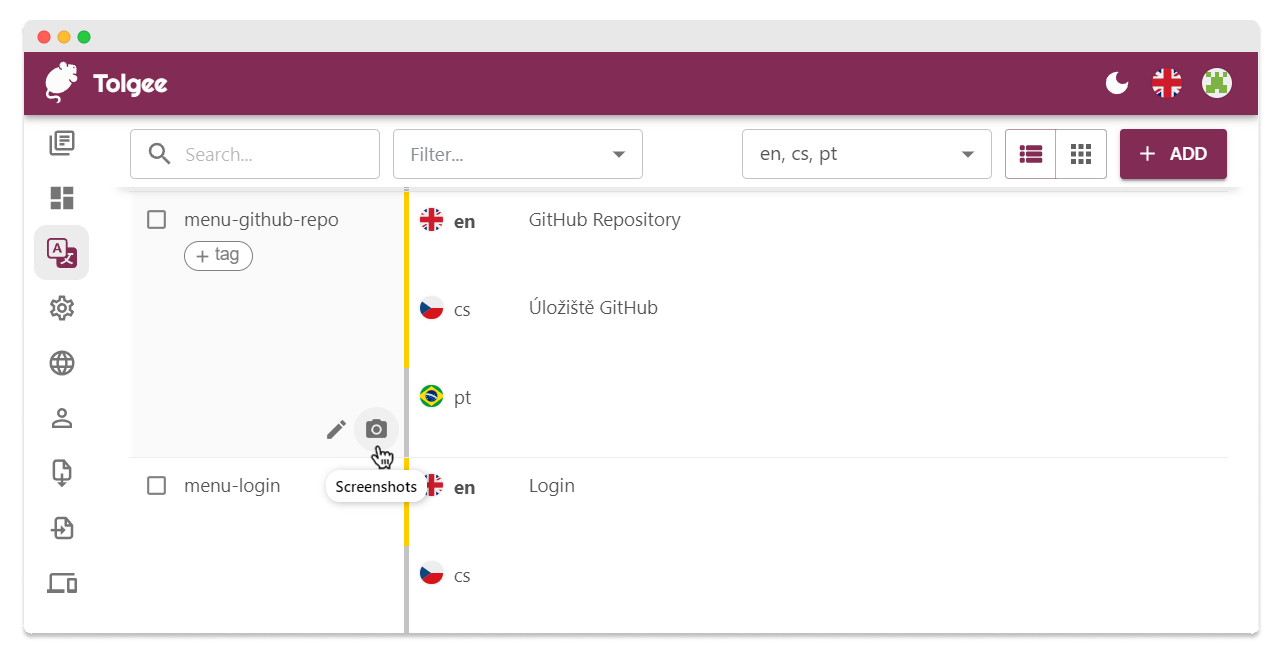 Tolgee
Search...
Filter...
en, cs, pt
+ ADD
menu-github-repo
+ tag
en
GitHub Repository
cs
Úložiště GitHub
pt
menu-login
Screenshots
en
Login
cs